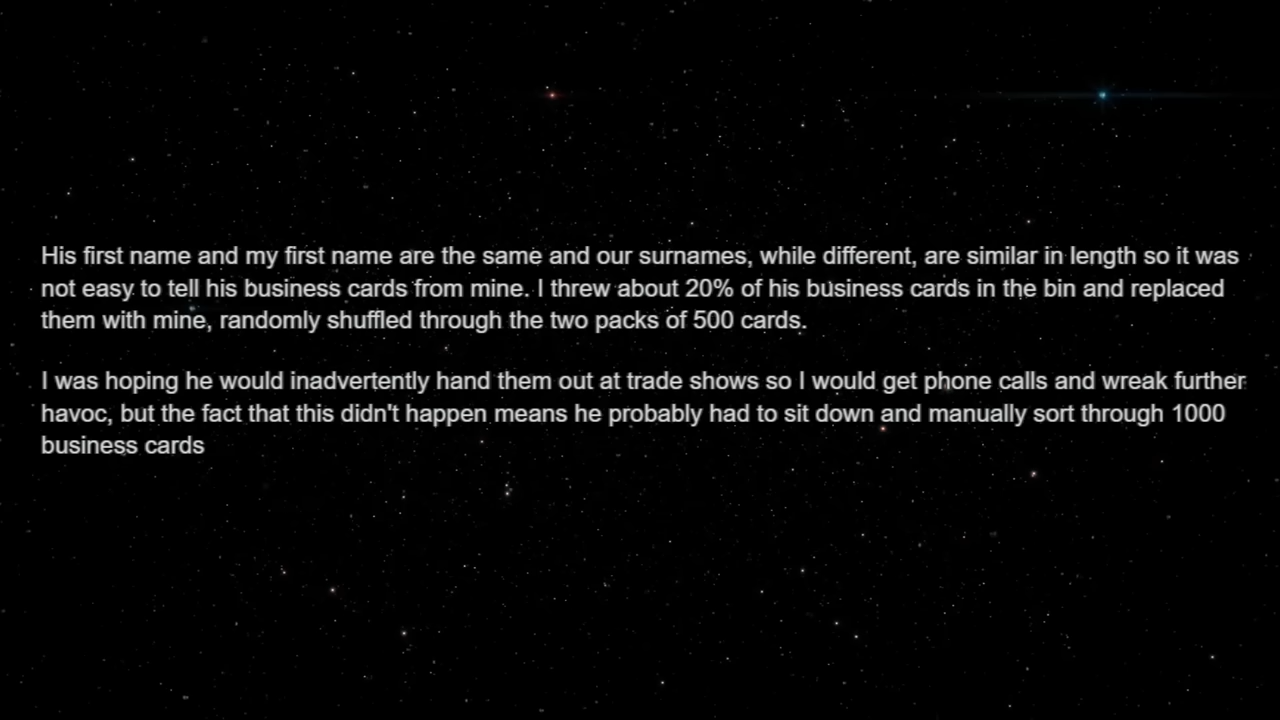 His first name and my first name are the same and our surnames, while different, are similar in length so it was
not easy to tell his business cards from mine. I threw about 20% of his business cards in the bin and replaced
them with mine, randomly shuffled through the two packs of 500 cards.
I was hoping he would inadvertently hand them out at trade shows so I would get phone calls and wreak further
havoc, but the fact that this didn't happen means he probably had to sit down and manually sort through 1000
business cards